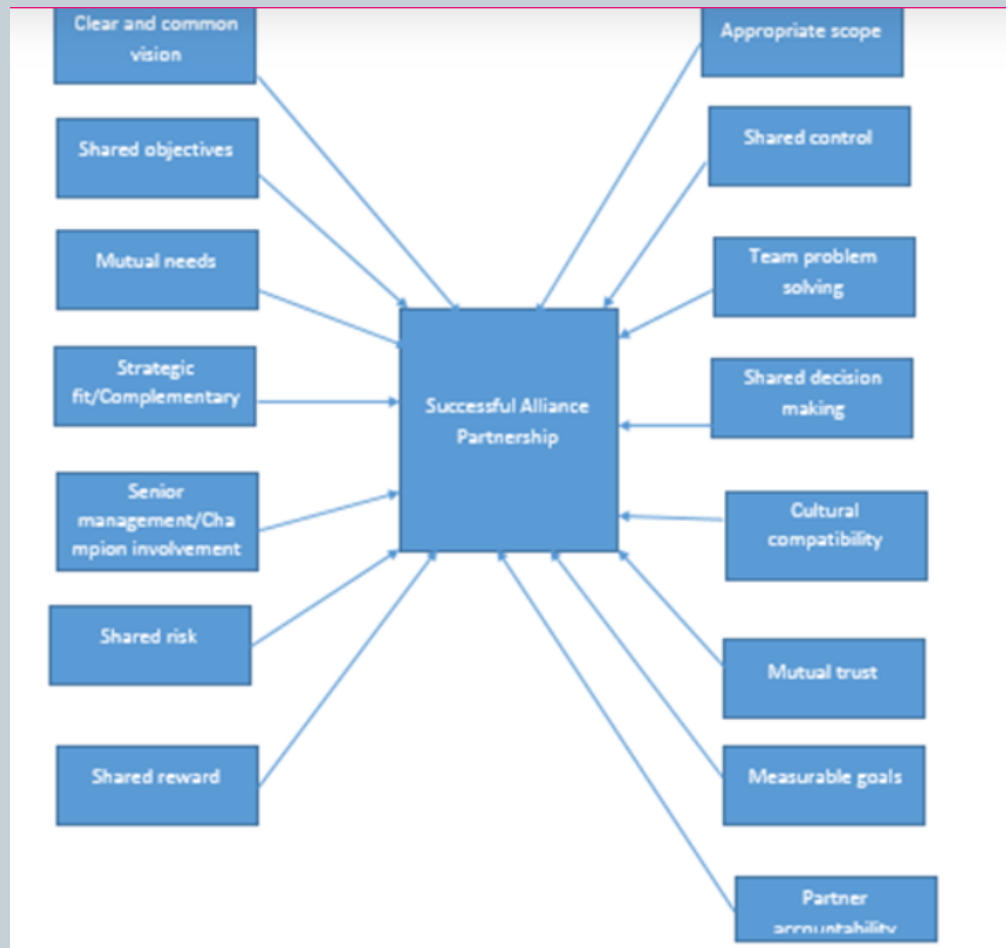 Clear and common
vision
Shared objectives
Mutual needs
Strategic
fit/Complementary
Senior
management/Cha
mpion involvement
Shared risk
Shared reward
Successful Alliance
Partnership
Appropriate scope
Shared control
Team problem
solving
Shared decision
making
Cultural
compatibility
Mutual trust
Measurable goals
Partner
accountability